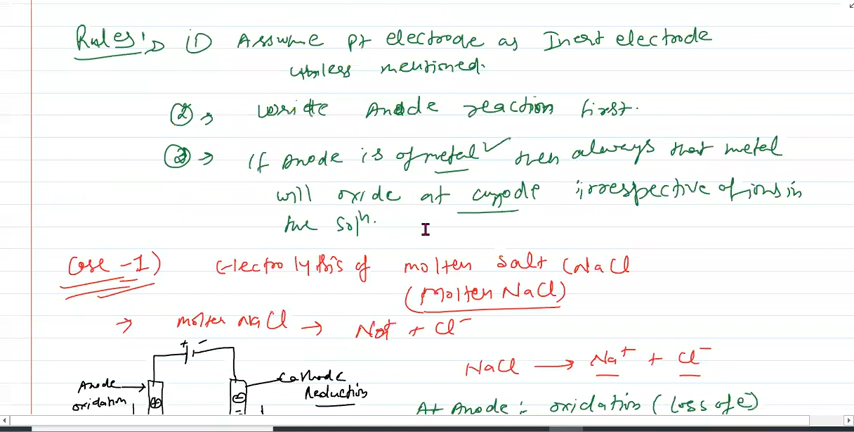 Rules:→ ① Assume Pt electrode as Inert electrode
unless mentioned.
② → write Anode reaction first.
③ → If Anode is of metal ✓ then always that metal
will oxide at anode irrespective of ions in
the solⁿ.
Case -1) Electrolysis of molten salt (NaCl
(Molten NaCl)
→ molten NaCl → Na⁺ + Cl⁻
NaCl → Na⁺ + Cl⁻
+ -
Anode → Cathode
oxidation Reduction
⊕ ⊖
At Anode : oxidation (loss of e)